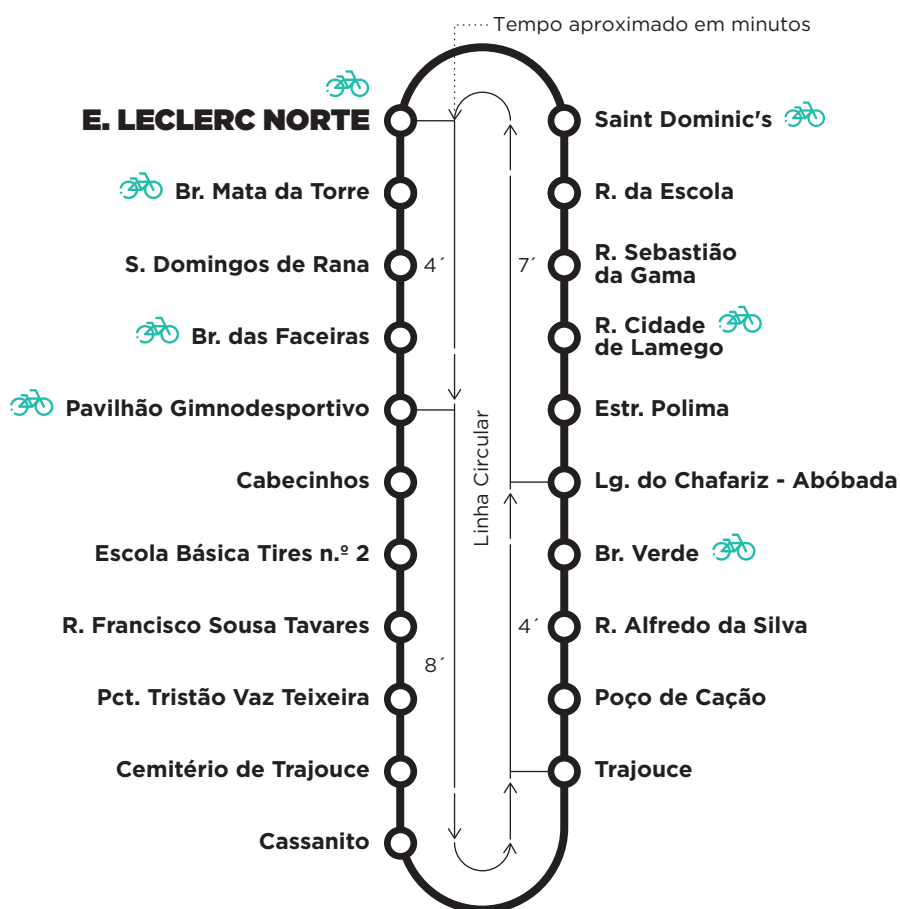 Tempo aproximado em minutos
E. LECLERC NORTE
Br. Mata da Torre
S. Domingos de Rana
4´
Br. das Faceiras
Pavilhão Gimnodesportivo
Cabecinhos
Escola Básica Tires n.º 2
R. Francisco Sousa Tavares
8´
Pct. Tristão Vaz Teixeira
Cemitério de Trajouce
Cassanito
Linha Circular
Saint Dominic's
R. da Escola
7´
R. Sebastião
da Gama
R. Cidade
de Lamego
Estr. Polima
Lg. do Chafariz - Abóbada
Br. Verde
4´
R. Alfredo da Silva
Poço de Cação
Trajouce